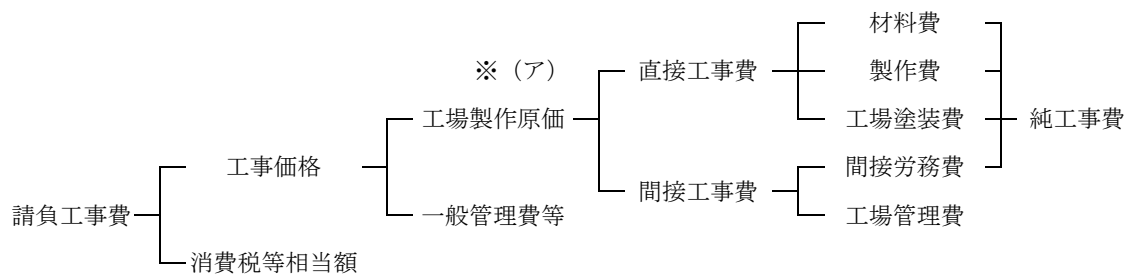 材料費
※（ア） 直接工事費 製作費
工場製作原価 工場塗装費 純工事費
工事価格 間接労務費
間接工事費
請負工事費 一般管理費等 工場管理費
消費税等相当額